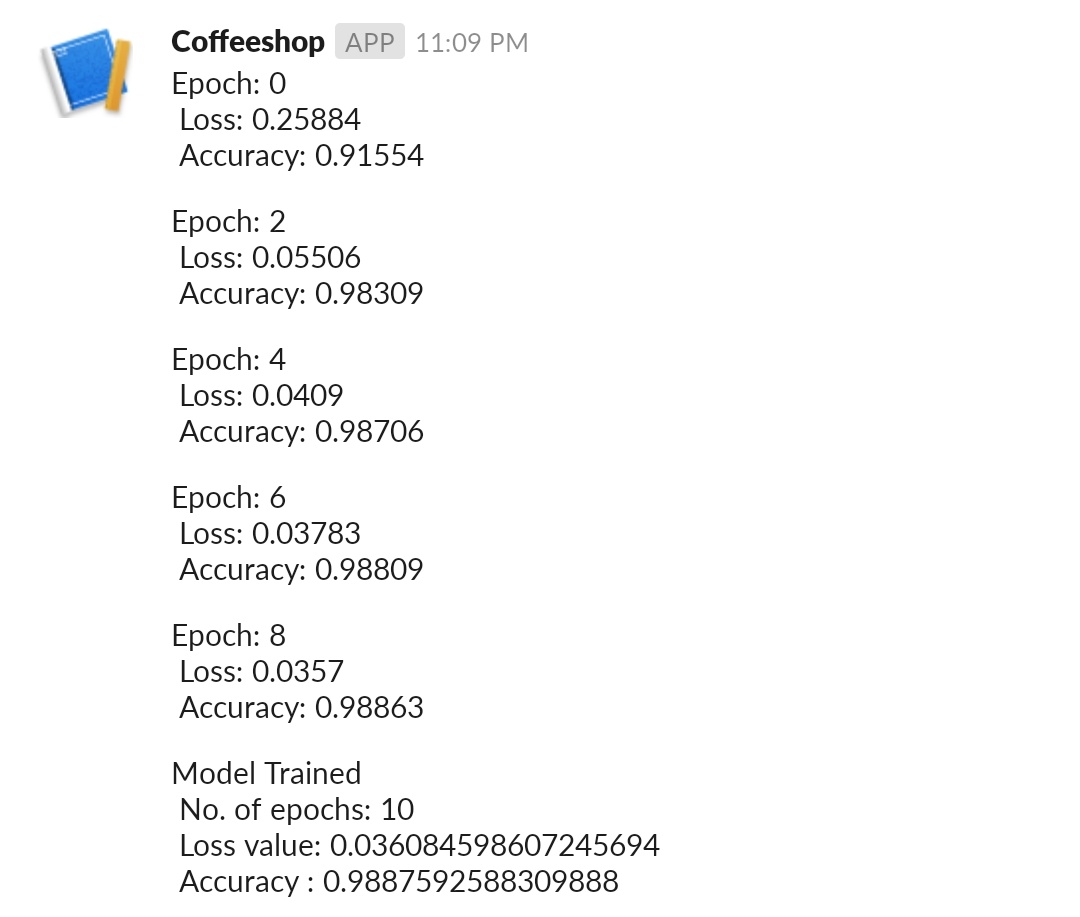 Coffeeshop APP 11:09 PM
Epoch: 0
Loss: 0.25884
Accuracy: 0.91554
Epoch: 2
Loss: 0.05506
Accuracy: 0.98309
Epoch: 4
Loss: 0.0409
Accuracy: 0.98706
Epoch: 6
Loss: 0.03783
Accuracy: 0.98809
Epoch: 8
Loss: 0.0357
Accuracy: 0.98863
Model Trained
No. of epochs: 10
Loss value: 0.036084598607245694
Accuracy : 0.9887592588309888